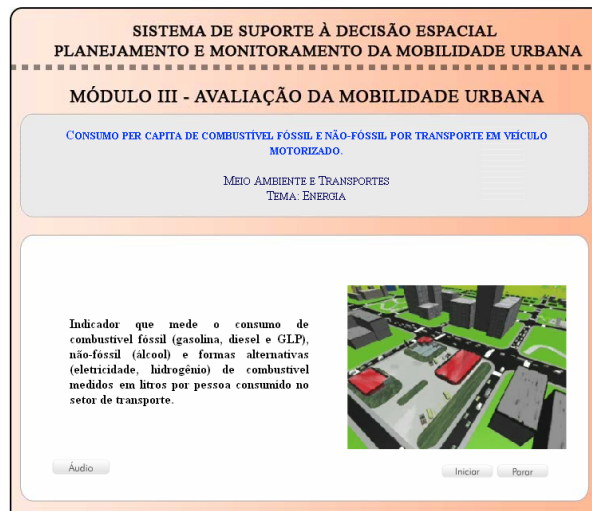 SISTEMA DE SUPORTE À DECISÃO ESPACIAL
PLANEJAMENTO E MONITORAMENTO DA MOBILIDADE URBANA
MÓDULO III - AVALIAÇÃO DA MOBILIDADE URBANA
CONSUMO PER CAPITA DE COMBUSTÍVEL FÓSSIL E NÃO-FÓSSIL POR TRANSPORTE EM VEÍCULO
MOTORIZADO.
MEIO AMBIENTE E TRANSPORTES
TEMA: ENERGIA
Indicador que mede o consumo de
combustível fóssil (gasolina, diesel e GLP),
não-fóssil (álcool) e formas alternativas
(eletricidade, hidrogênio) de combustível
medidos em litros por pessoa consumido no
setor de transporte.
Áudio
Iniciar
Parar